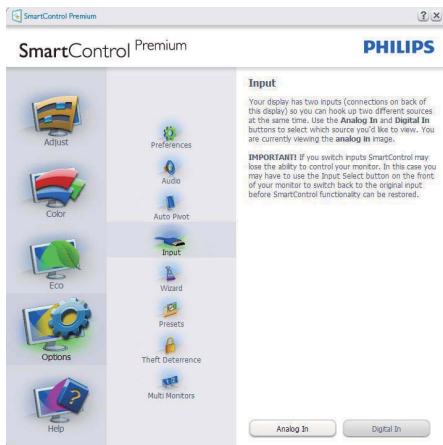 SmartControl Premium
SmartControl Premium
PHILIPS
Adjust
Color
Eco
Options
Help
Preferences
Audio
Auto Pivot
Input
Wizard
Presets
Theft Deterrence
Multi Monitors
Input
Your display has two inputs (connections on back of
this display) so you can hook up two different sources
at the same time. Use the Analog In and Digital In
buttons to select which source you'd like to view. You
are currently viewing the analog in image.
IMPORTANT! If you switch inputs SmartControl may
lose the ability to control your monitor. In this case you
may have to use the Input Select button on the front
of your monitor to switch back to the original input
before SmartControl functionality can be restored.
Analog In
Digital In